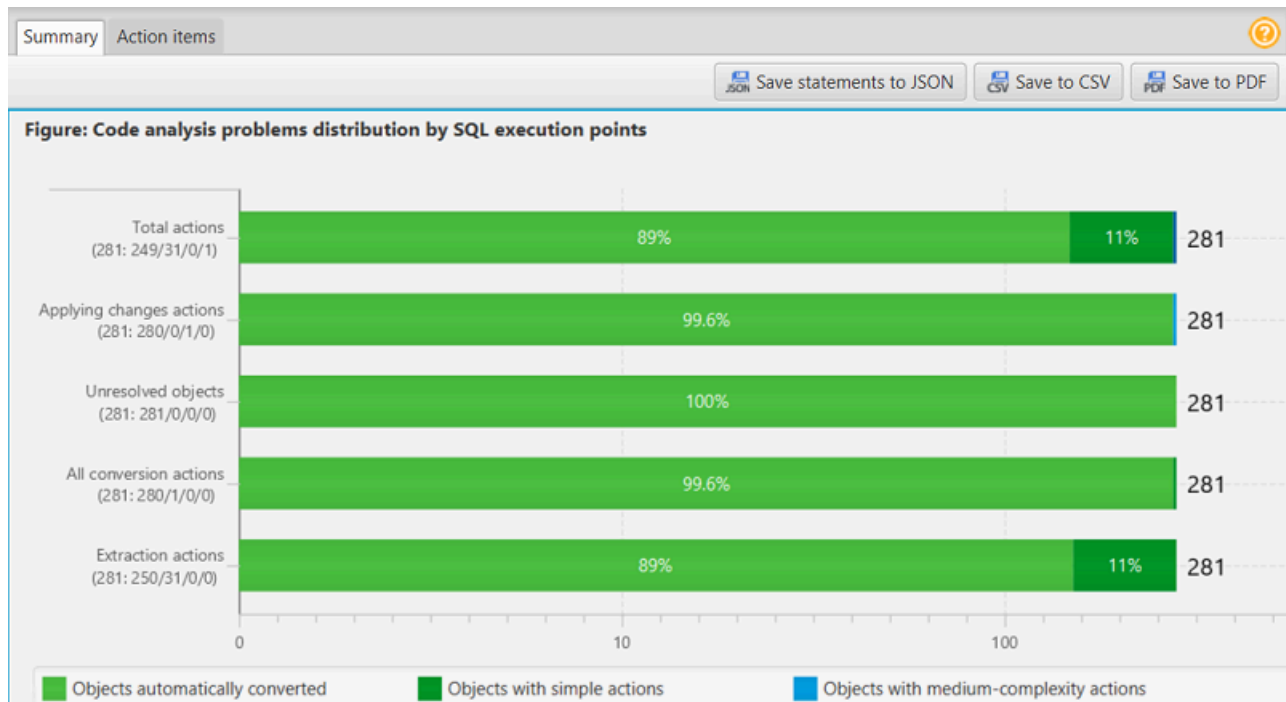 Summary Action items
Save statements to JSON Save to CSV Save to PDF
Figure: Code analysis problems distribution by SQL execution points
Total actions
(281: 249/31/0/1)
89% 11% 281
Applying changes actions
(281: 280/0/1/0)
99.6% 281
Unresolved objects
(281: 281/0/0/0)
100% 281
All conversion actions
(281: 280/1/0/0)
99.6% 281
Extraction actions
(281: 250/31/0/0)
89% 11% 281
0 10 100
Objects automatically converted Objects with simple actions Objects with medium-complexity actions